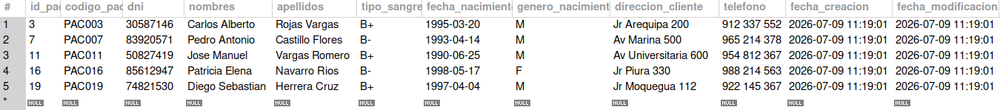 # id_pac codigo_pac dni nombres apellidos tipo_sangre fecha_nacimiento genero_nacimient direccion_cliente telefono fecha_creacion fecha_modificacion
1 3 PAC003 30587146 Carlos Alberto Rojas Vargas B+ 1995-03-20 M Jr Arequipa 200 912 337 552 2026-07-09 11:19:01 2026-07-09 11:19:01
2 7 PAC007 83920571 Pedro Antonio Castillo Flores B- 1993-04-14 M Av Marina 500 965 214 378 2026-07-09 11:19:01 2026-07-09 11:19:01
3 11 PAC011 50827419 Jose Manuel Vargas Romero B+ 1990-06-25 M Av Universitaria 600 954 812 367 2026-07-09 11:19:01 2026-07-09 11:19:01
4 16 PAC016 85612947 Patricia Elena Navarro Rios B- 1998-05-17 F Jr Piura 330 988 214 563 2026-07-09 11:19:01 2026-07-09 11:19:01
5 19 PAC019 74821530 Diego Sebastian Herrera Cruz B+ 1997-04-04 M Jr Moquegua 112 922 145 367 2026-07-09 11:19:01 2026-07-09 11:19:01
* NULL NULL NULL NULL NULL NULL NULL NULL NULL NULL NULL NULL